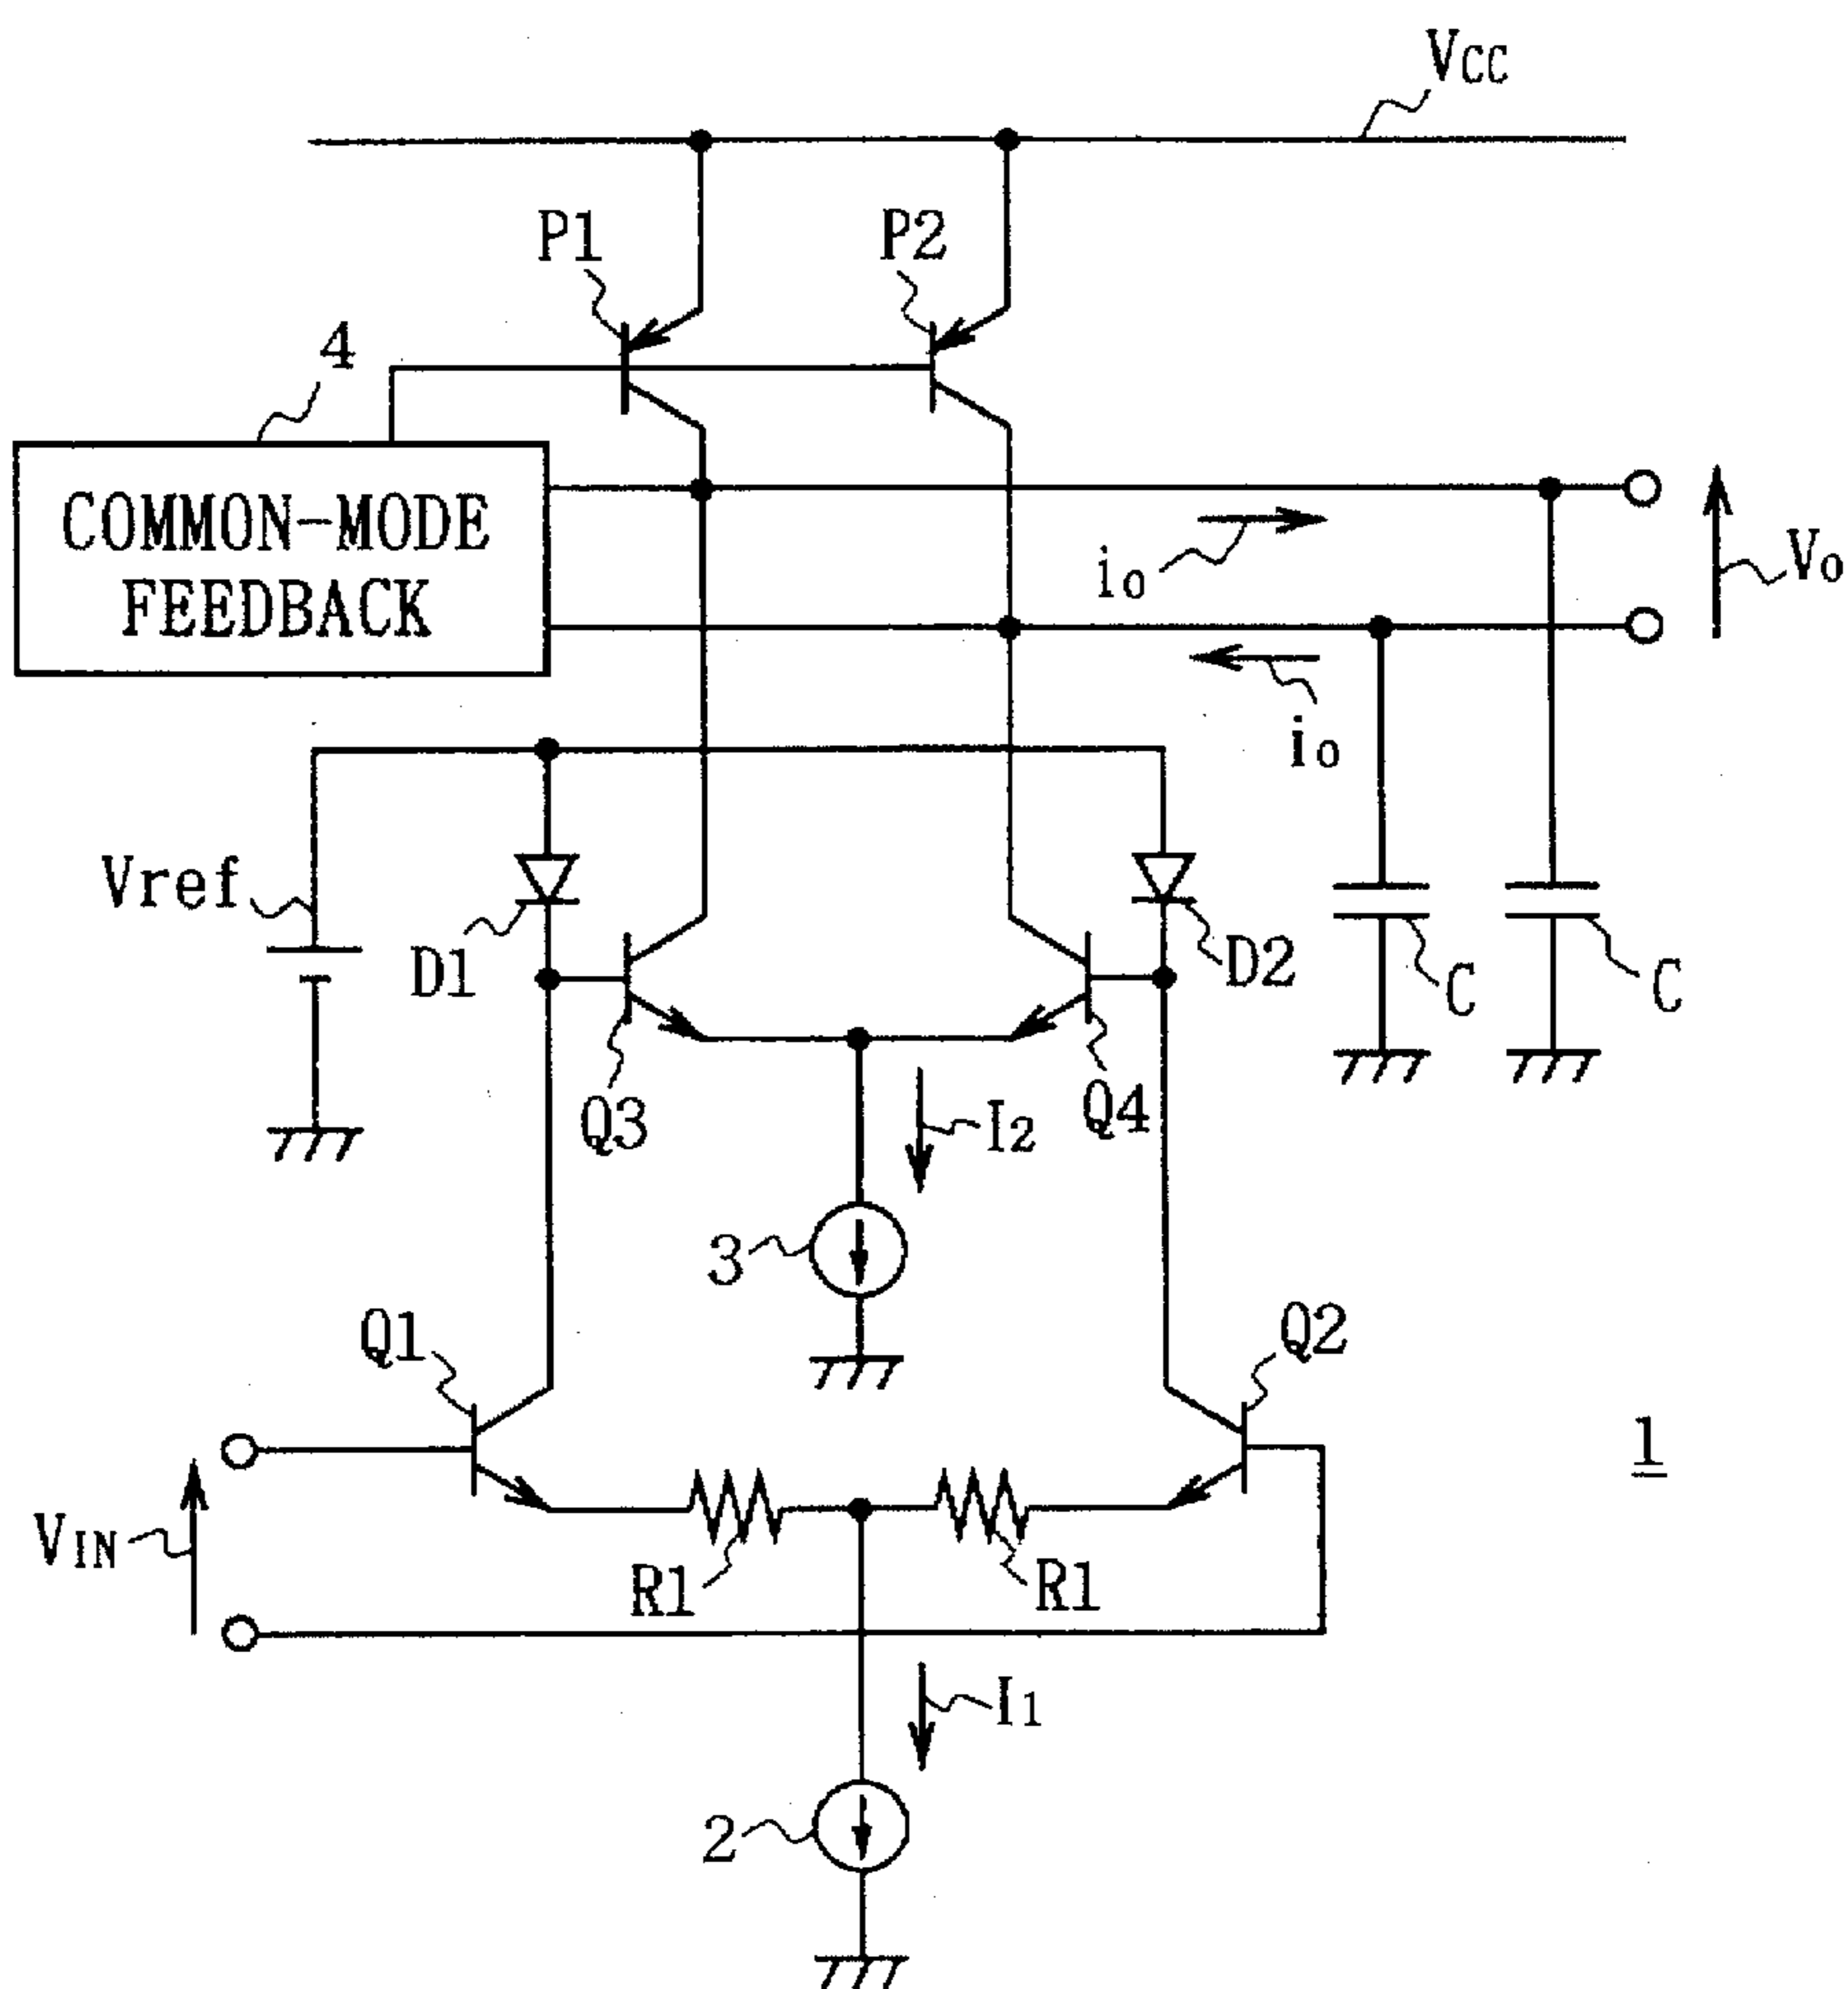 VCC
P1
P2
4
COMMON-MODE
FEEDBACK
io
Vo
io
Vref
D1
D2
C
C
Q3
Q4
I2
3
Q1
Q2
1
VIN
R1
R1
I1
2